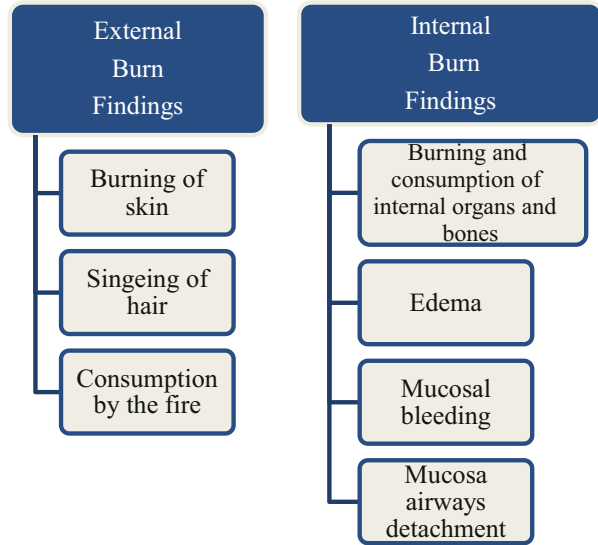 External
Burn
Findings
Burning of
skin
Singeing of
hair
Consumption
by the fire
Internal
Burn
Findings
Burning and
consumption of
internal organs and
bones
Edema
Mucosal
bleeding
Mucosa
airways
detachment